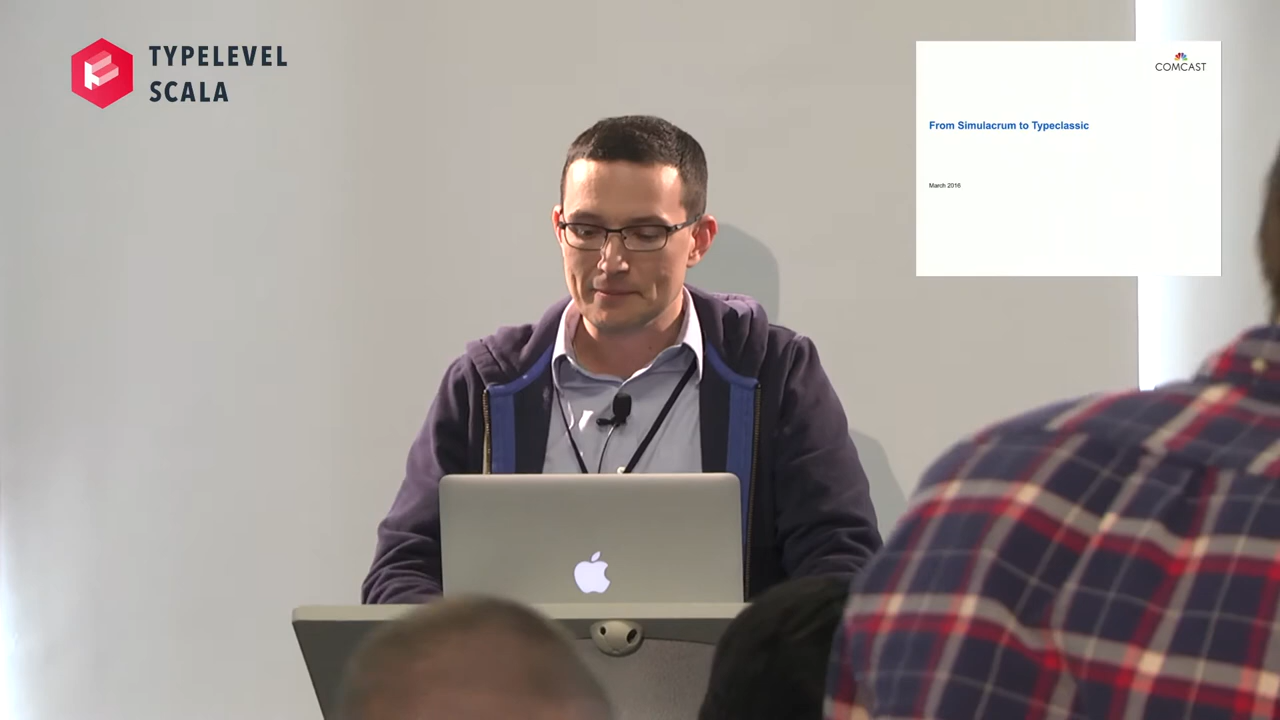 TYPELEVEL
SCALA
COMCAST
From Simulacrum to Typeclassic
March 2016